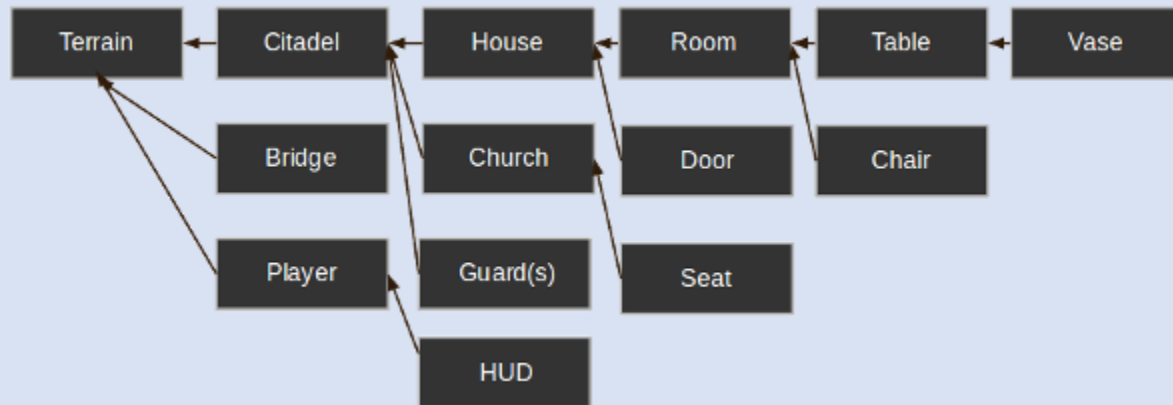 Terrain
Citadel
House
Room
Table
Vase
Bridge
Church
Door
Chair
Player
Guard(s)
Seat
HUD